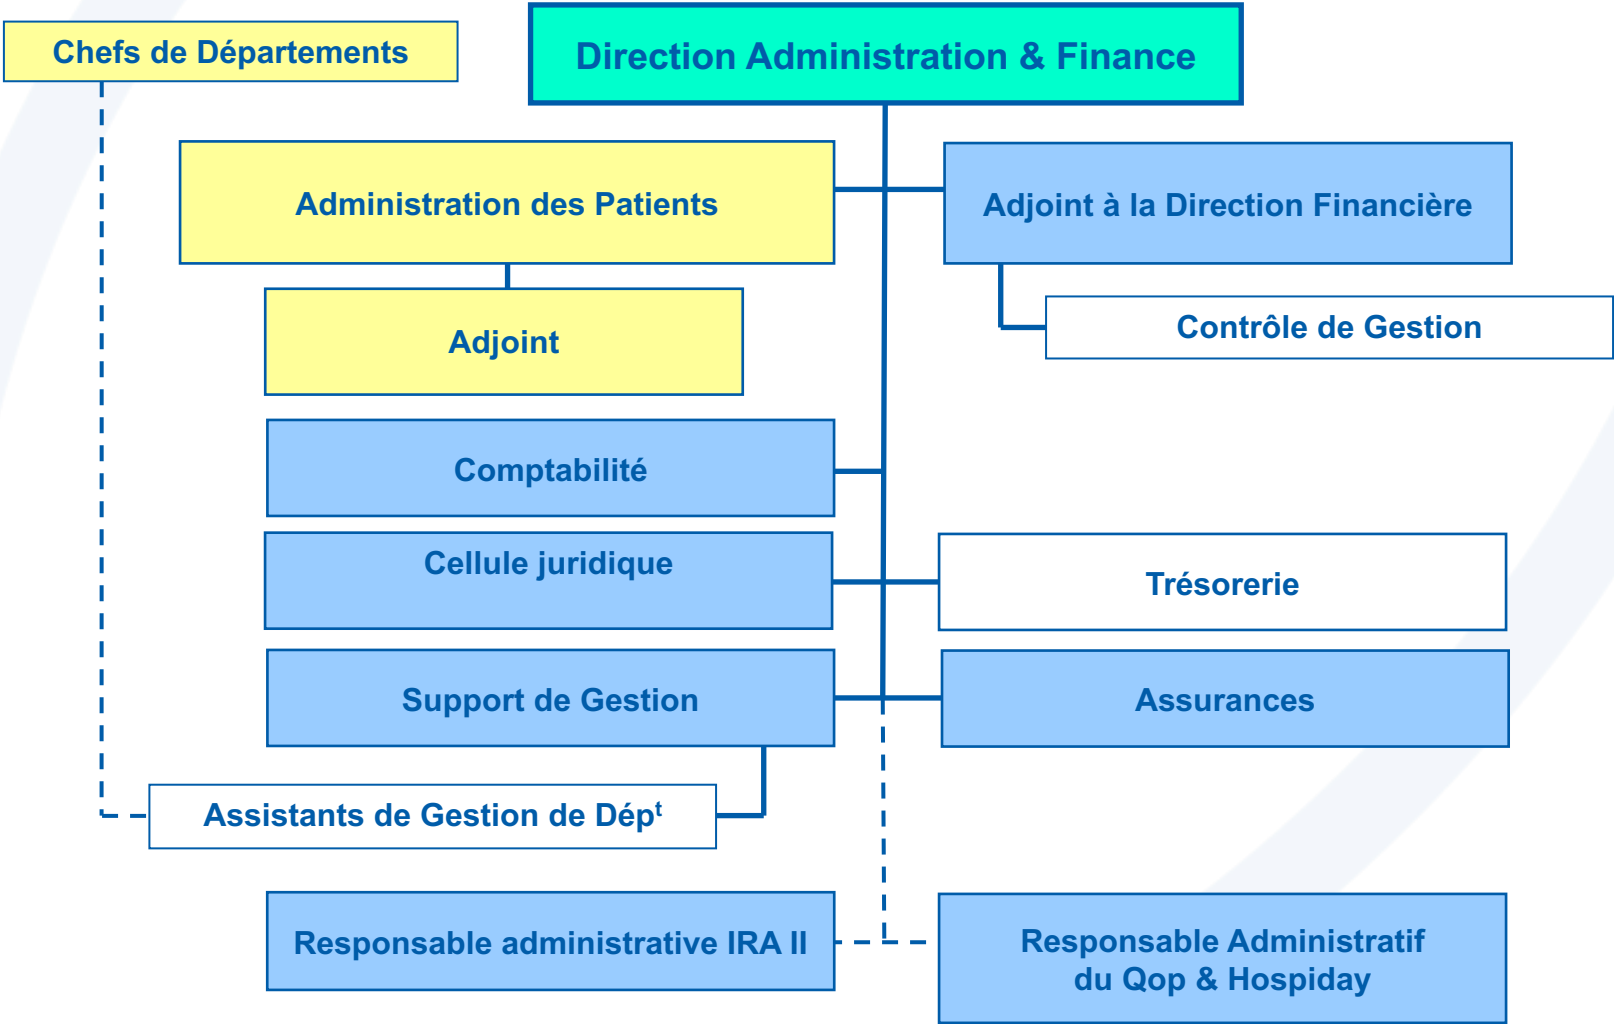 Chefs de Départements
Direction Administration & Finance
Administration des Patients
Adjoint à la Direction Financière
Adjoint
Contrôle de Gestion
Comptabilité
Cellule juridique
Trésorerie
Support de Gestion
Assurances
Assistants de Gestion de Dépᵗ
Responsable administrative IRA II
Responsable Administratif
du Qop & Hospiday